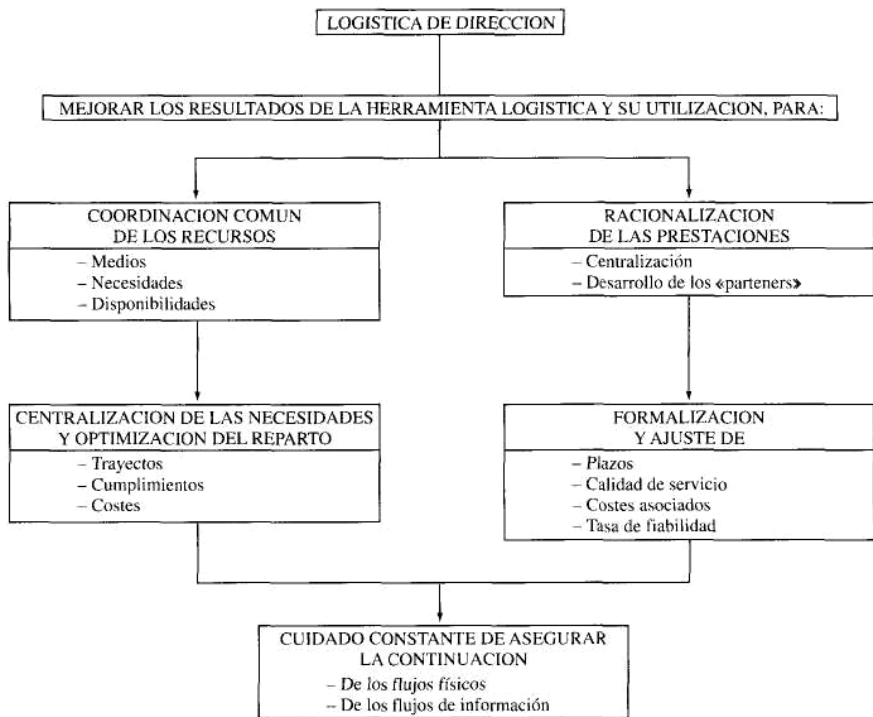 LOGISTICA DE DIRECCION
MEJORAR LOS RESULTADOS DE LA HERRAMIENTA LOGISTICA Y SU UTILIZACION, PARA:
COORDINACION COMUN
DE LOS RECURSOS
– Medios
– Necesidades
– Disponibilidades
RACIONALIZACION
DE LAS PRESTACIONES
– Centralización
– Desarrollo de los «parteners»
CENTRALIZACION DE LAS NECESIDADES
Y OPTIMIZACION DEL REPARTO
– Trayectos
– Cumplimientos
– Costes
FORMALIZACION
Y AJUSTE DE
– Plazos
– Calidad de servicio
– Costes asociados
– Tasa de fiabilidad
CUIDADO CONSTANTE DE ASEGURAR
LA CONTINUACION
– De los flujos físicos
– De los flujos de información